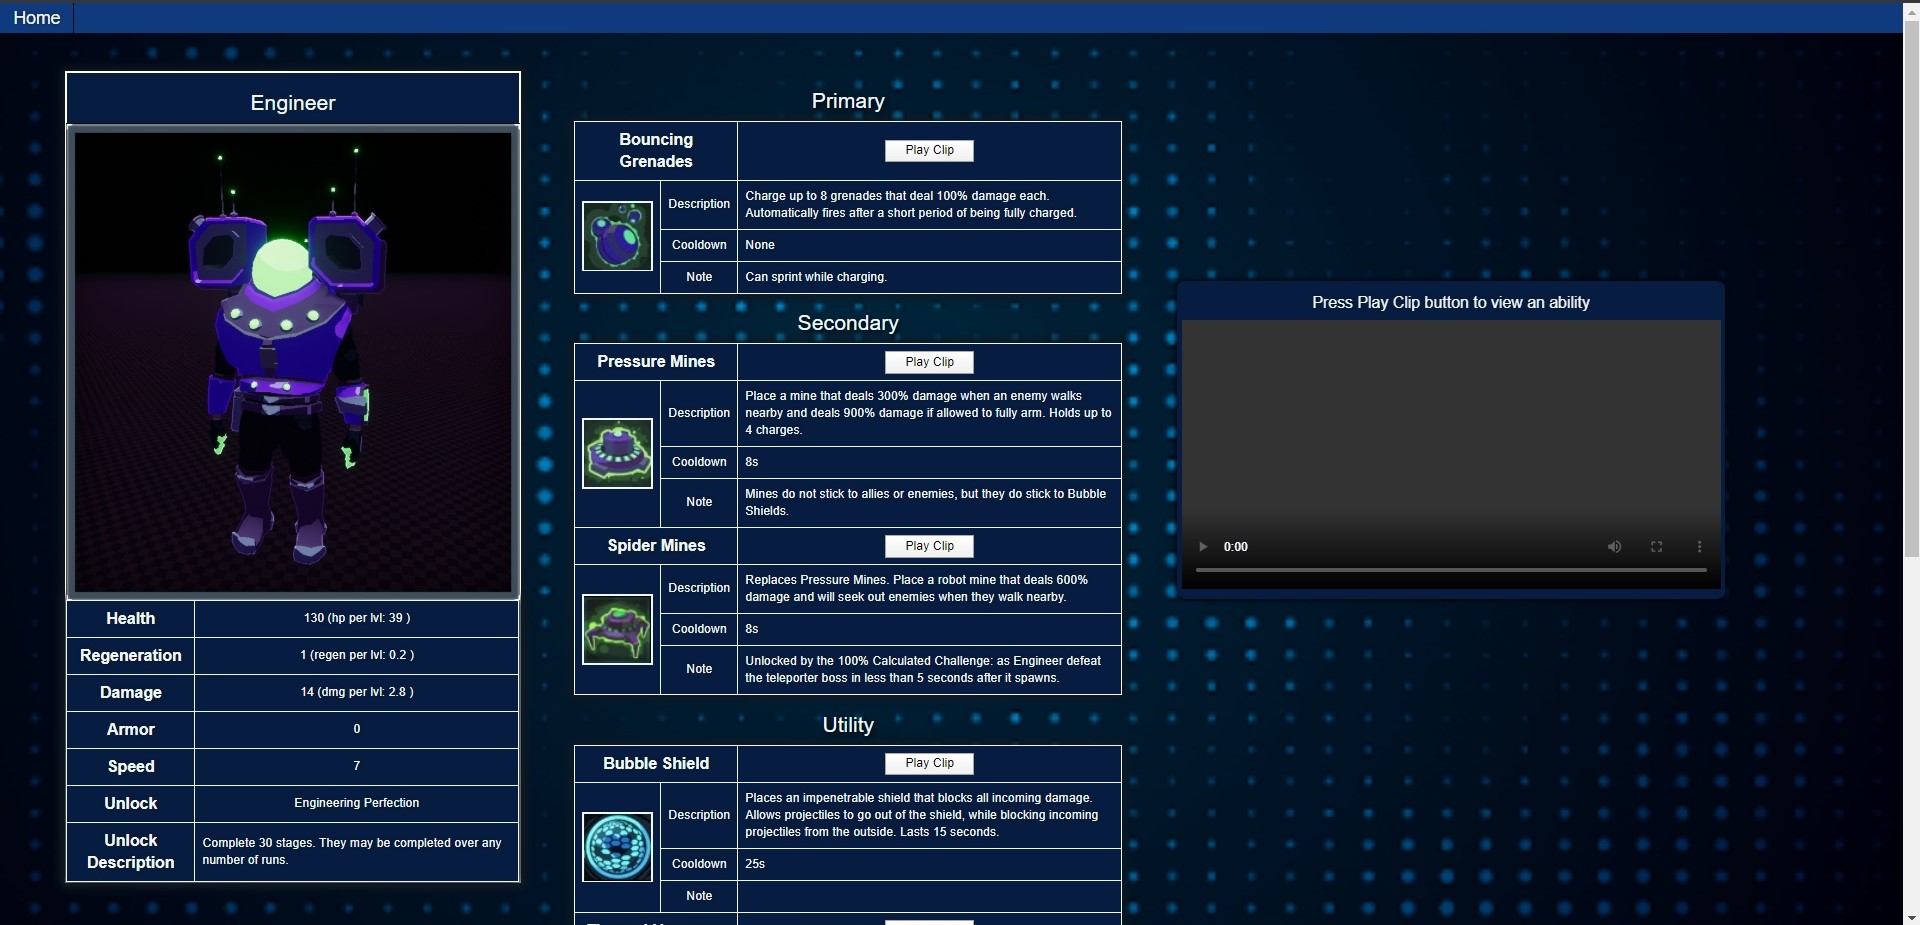 Home
Engineer
Health
130 (hp per lvl: 39 )
Regeneration
1 (regen per lvl: 0.2 )
Damage
14 (dmg per lvl: 2.8 )
Armor
0
Speed
7
Unlock
Engineering Perfection
Unlock
Description
Complete 30 stages. They may be completed over any
number of runs.
Primary
Bouncing
Grenades
Play Clip
Description
Charge up to 8 grenades that deal 100% damage each.
Automatically fires after a short period of being fully charged.
Cooldown
None
Note
Can sprint while charging.
Secondary
Pressure Mines
Play Clip
Description
Place a mine that deals 300% damage when an enemy walks
nearby and deals 900% damage if allowed to fully arm. Holds up to
4 charges.
Cooldown
8s
Note
Mines do not stick to allies or enemies, but they do stick to Bubble
Shields.
Spider Mines
Play Clip
Description
Replaces Pressure Mines. Place a robot mine that deals 600%
damage and will seek out enemies when they walk nearby.
Cooldown
8s
Note
Unlocked by the 100% Calculated Challenge: as Engineer defeat
the teleporter boss in less than 5 seconds after it spawns.
Utility
Bubble Shield
Play Clip
Description
Places an impenetrable shield that blocks all incoming damage.
Allows projectiles to go out of the shield, while blocking incoming
projectiles from the outside. Lasts 15 seconds.
Cooldown
25s
Note
Press Play Clip button to view an ability
0:00